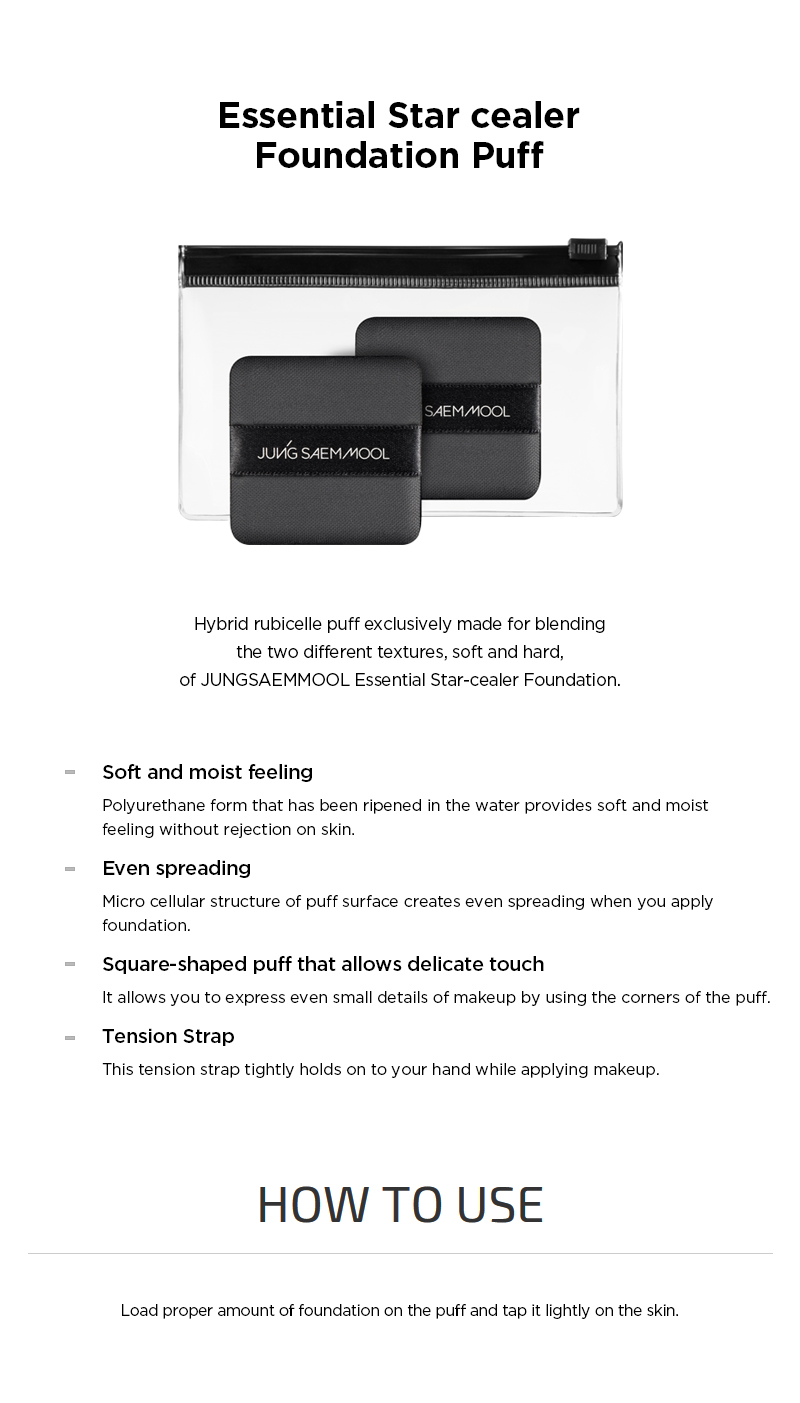 Essential Star cealer
Foundation Puff
SAEMMOOL
JUNG SAEMMOOL
Hybrid rubicelle puff exclusively made for blending
the two different textures, soft and hard,
of JUNGSAEMMOOL Essential Star-cealer Foundation.
Soft and moist feeling
Polyurethane form that has been ripened in the water provides soft and moist
feeling without rejection on skin.
Even spreading
Micro cellular structure of puff surface creates even spreading when you apply
foundation.
Square-shaped puff that allows delicate touch
It allows you to express even small details of makeup by using the corners of the puff.
Tension Strap
This tension strap tightly holds on to your hand while applying makeup.
HOW TO USE
Load proper amount of foundation on the puff and tap it lightly on the skin.